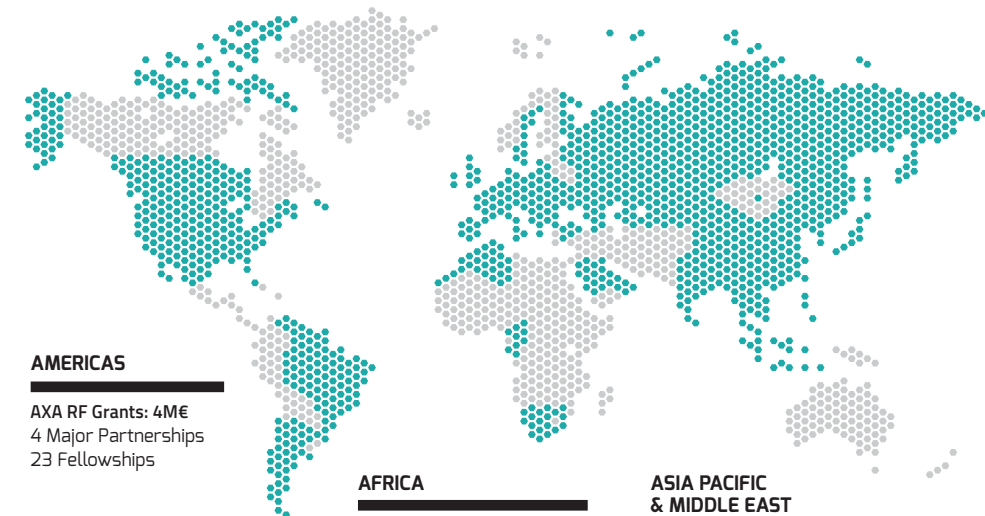 AMERICAS
AXA RF Grants: 4M€
4 Major Partnerships
23 Fellowships
AFRICA
ASIA PACIFIC
& MIDDLE EAST